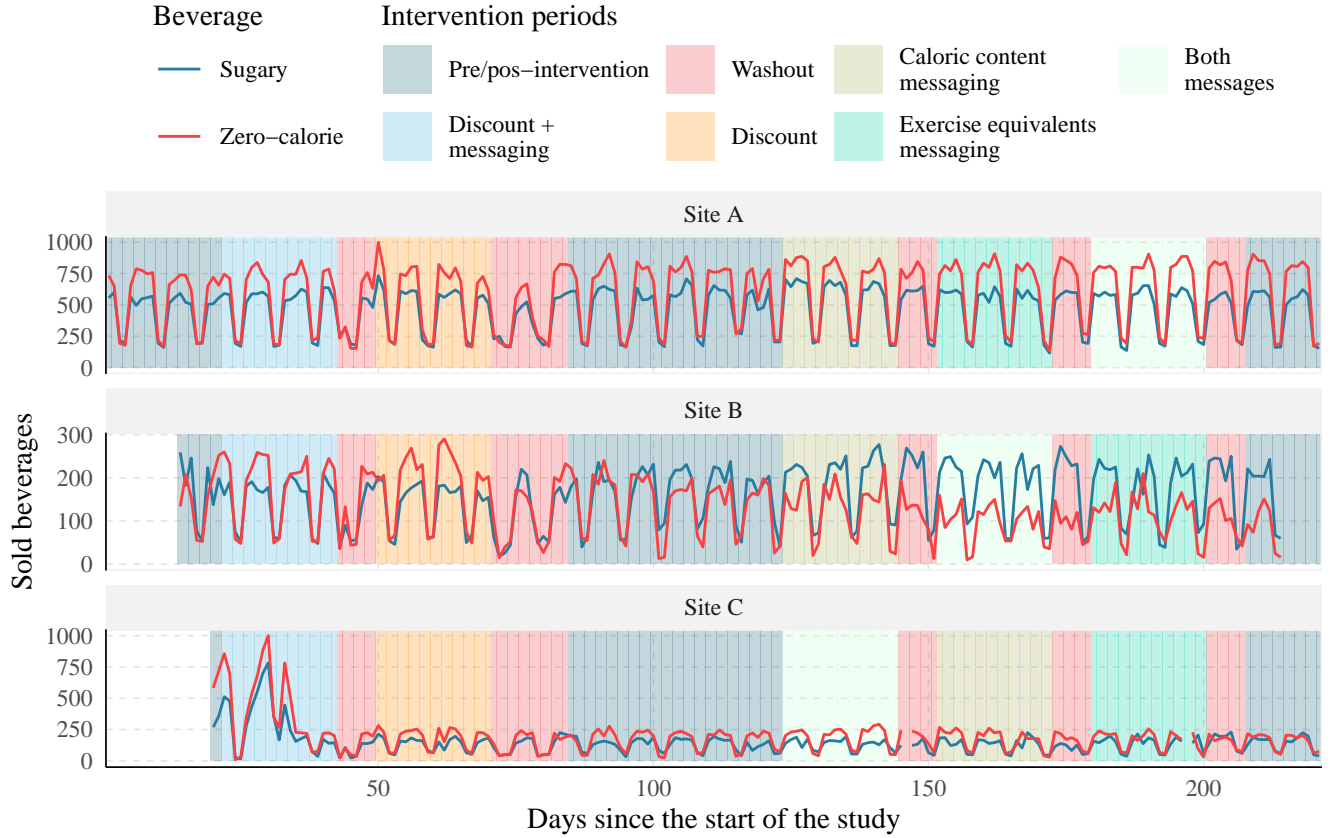 Beverage
Intervention periods
Sugary
Pre/pos−intervention
Washout
Caloric content
messaging
Both
messages
Zero−calorie
Discount +
messaging
Discount
Exercise equivalents
messaging
Site A
1000
750
500
250
0
Site B
300
200
100
0
Site C
1000
750
500
250
0
50
100
150
200
Sold beverages
Days since the start of the study